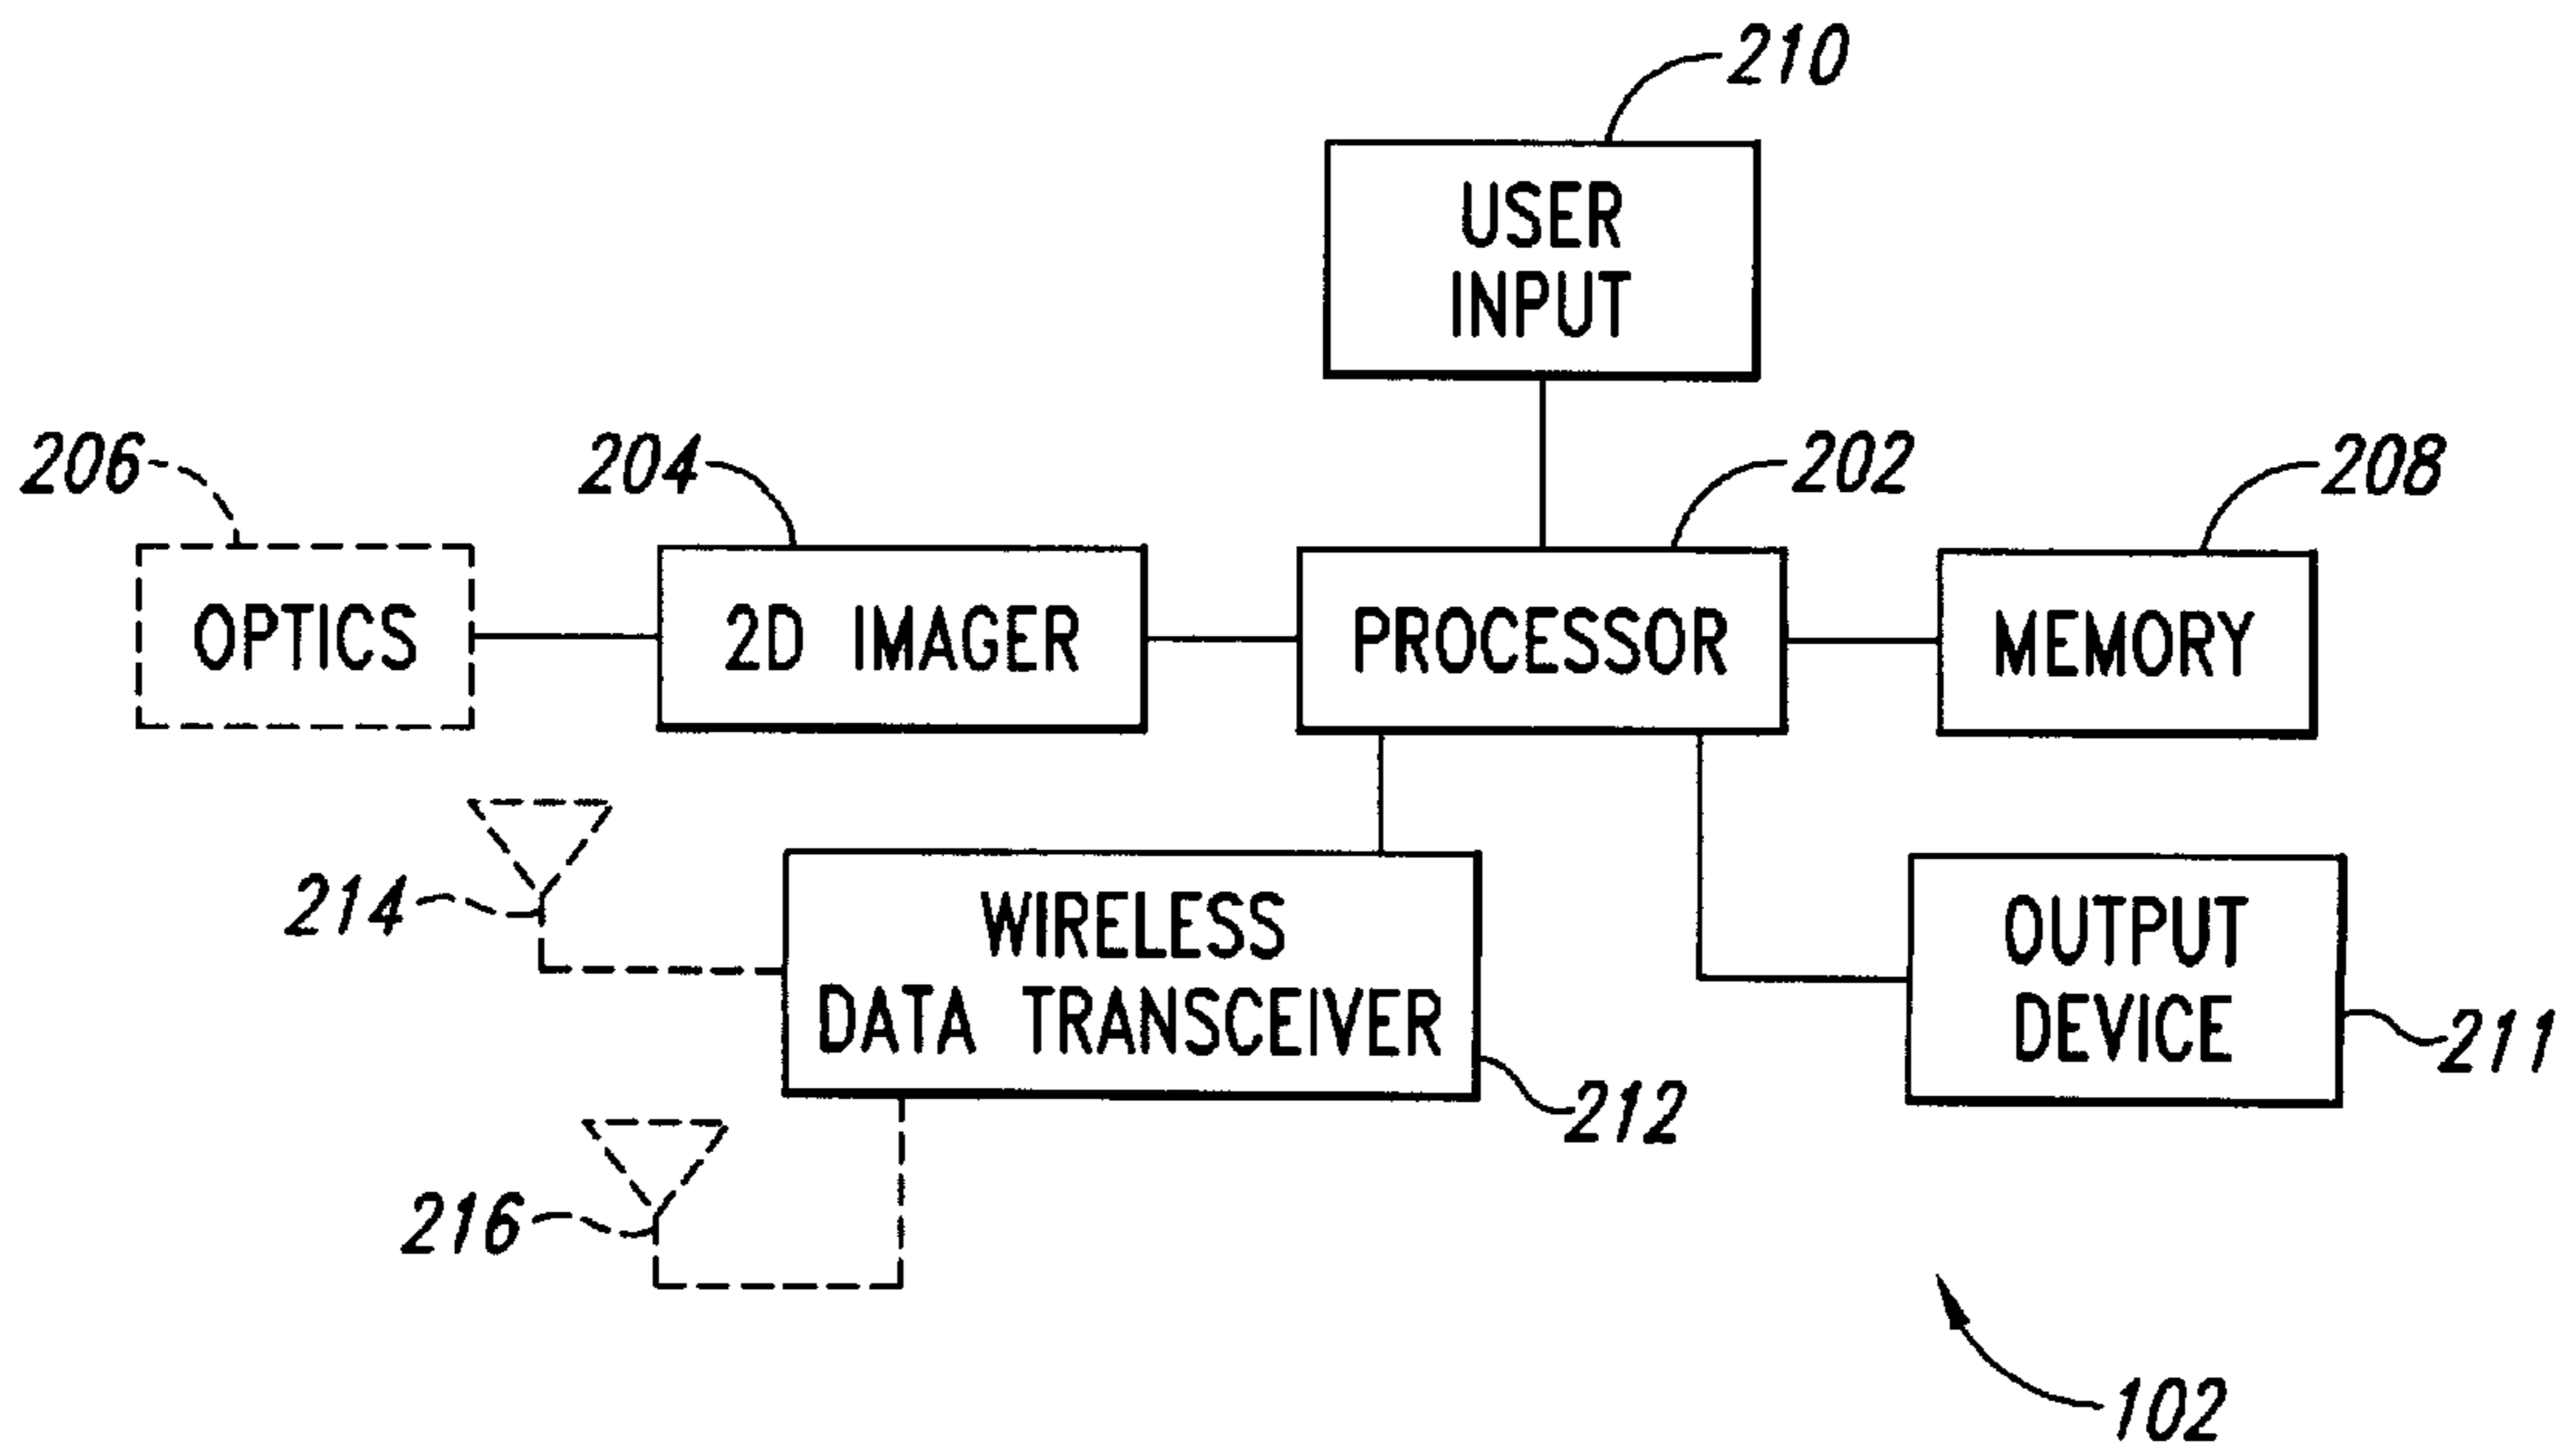 210
USER
INPUT
206
204
202
208
OPTICS
2D IMAGER
PROCESSOR
MEMORY
214
WIRELESS
DATA TRANSCEIVER
OUTPUT
DEVICE
211
212
216
102